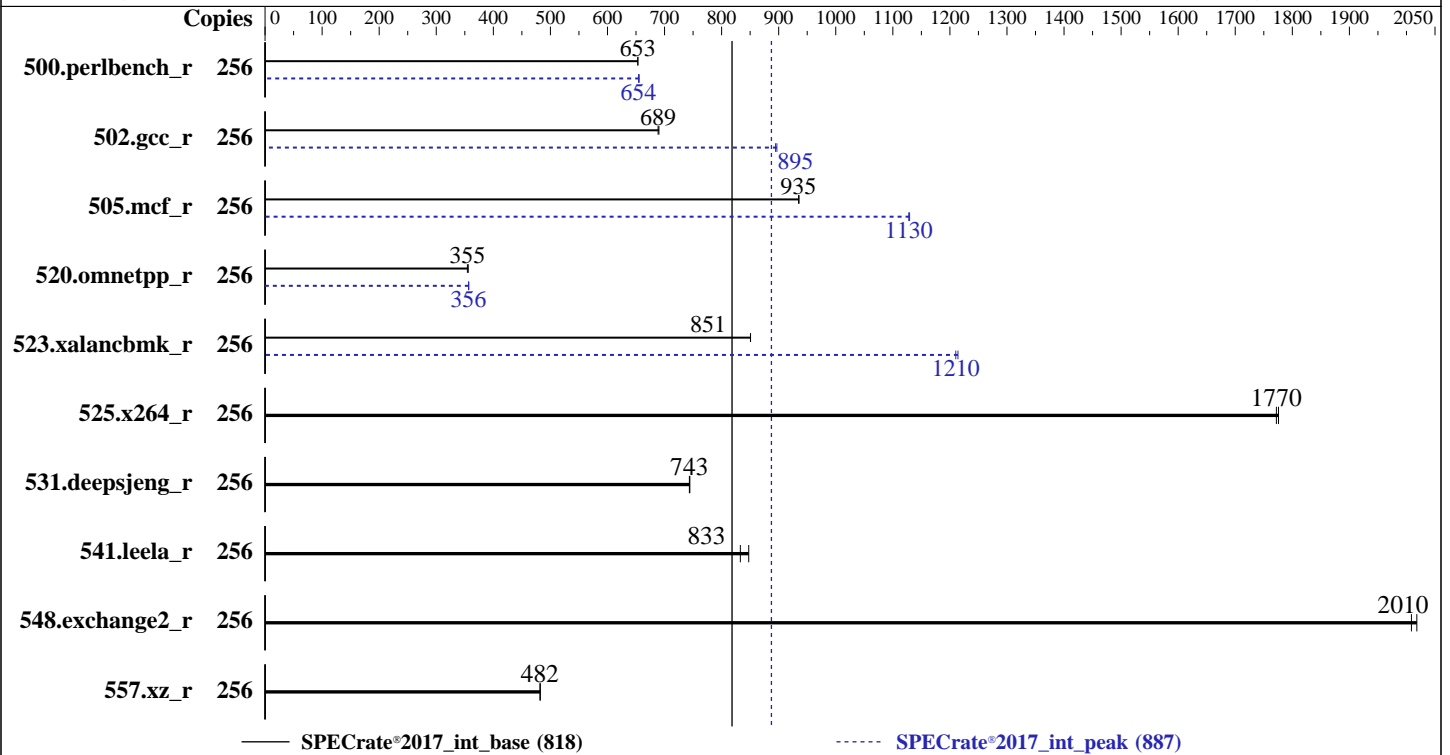 Copies 0 100 200 300 400 500 600 700 800 900 1000 1100 1200 1300 1400 1500 1600 1700 1800 1900 2050
653
500.perlbench_r 256
654
689
502.gcc_r 256
895
935
505.mcf_r 256
1130
355
520.omnetpp_r 256
356
851
523.xalancbmk_r 256
1210
1770
525.x264_r 256
743
531.deepsjeng_r 256
833
541.leela_r 256
2010
548.exchange2_r 256
482
557.xz_r 256
SPECrate®2017_int_base (818) SPECrate®2017_int_peak (887)